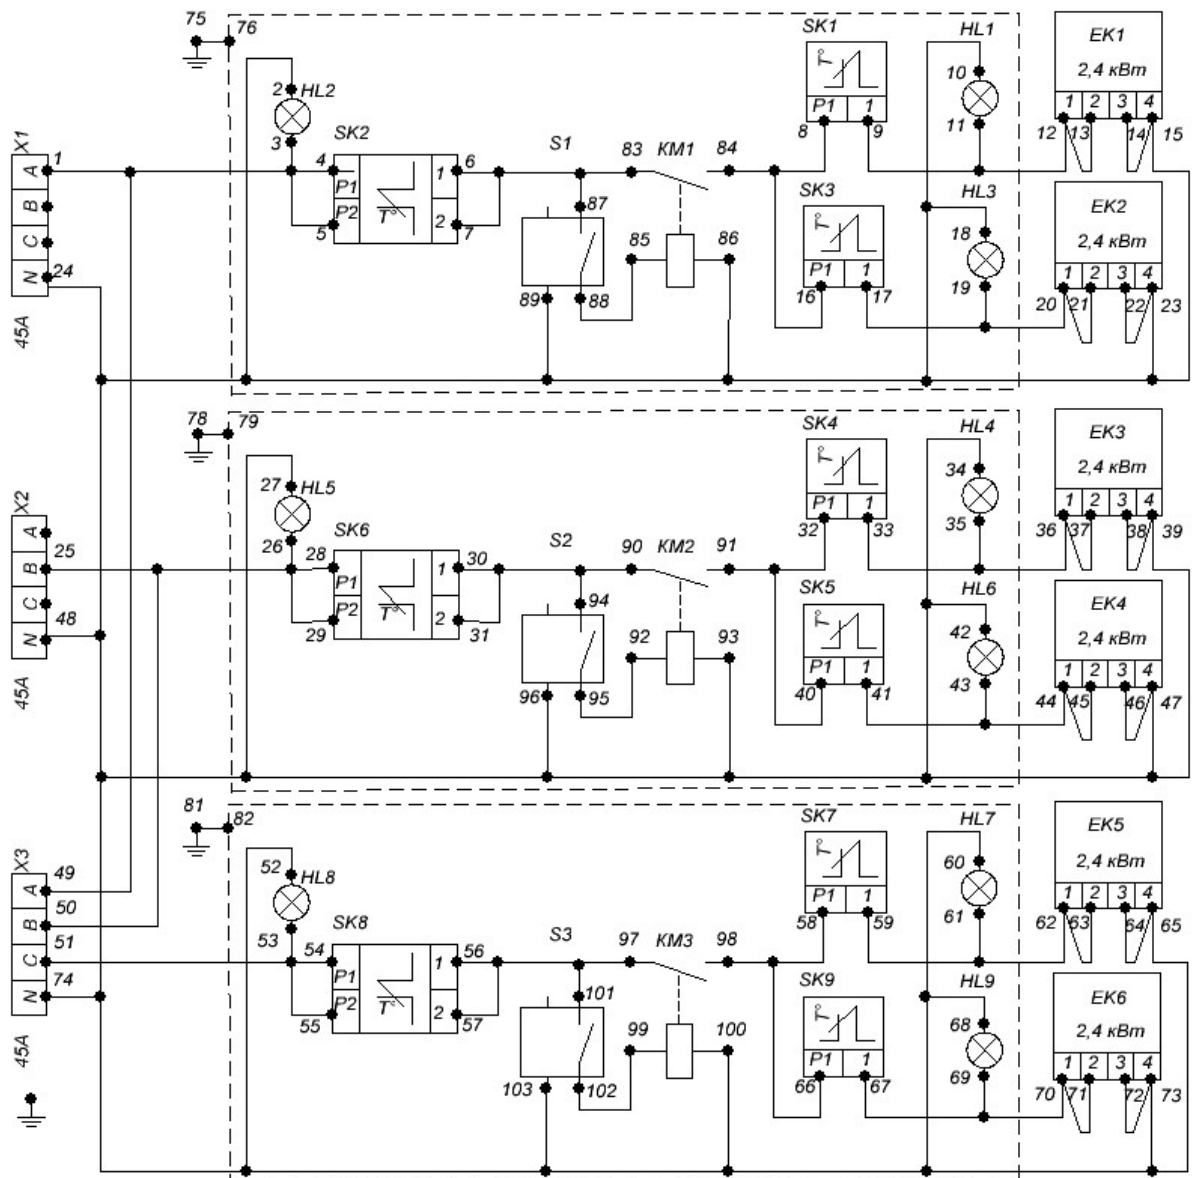 75 76 SK1 HL1 EK1
2,4 кВт
T°
2 HL2 10
P1 1 1 2 3 4
3 SK2 8 9 11 12 13 14 15
X1 1 4 6 S1 83 KM1 84
A P1 1 SK3 HL3 EK2
B P2 T° 2 87 T° 18 2,4 кВт
C 5 7 85 86 P1 1 1 2 3 4
N 24 16 17 19 20 21 22 23
45A 89 88
78 79 SK4 HL4 EK3
T° 34 2,4 кВт
27 HL5 P1 1 1 2 3 4
26 SK6 32 33 35 36 37 38 39
X2 25 28 30 S2 90 KM2 91
A P1 1 SK5 HL6 EK4
B P2 T° 2 94 T° 42 2,4 кВт
C 29 31 92 93 P1 1 1 2 3 4
N 48 40 41 43 44 45 46 47
45A 96 95
81 82 SK7 HL7 EK5
T° 60 2,4 кВт
52 HL8 P1 1 1 2 3 4
53 SK8 58 59 61 62 63 64 65
X3 49 54 56 S3 97 KM3 98
A 50 P1 1 SK9 HL9 EK6
B 51 P2 T° 2 101 T° 68 2,4 кВт
C 74 55 57 99 100 P1 1 1 2 3 4
N 66 67 69 70 71 72 73
45A 103 102